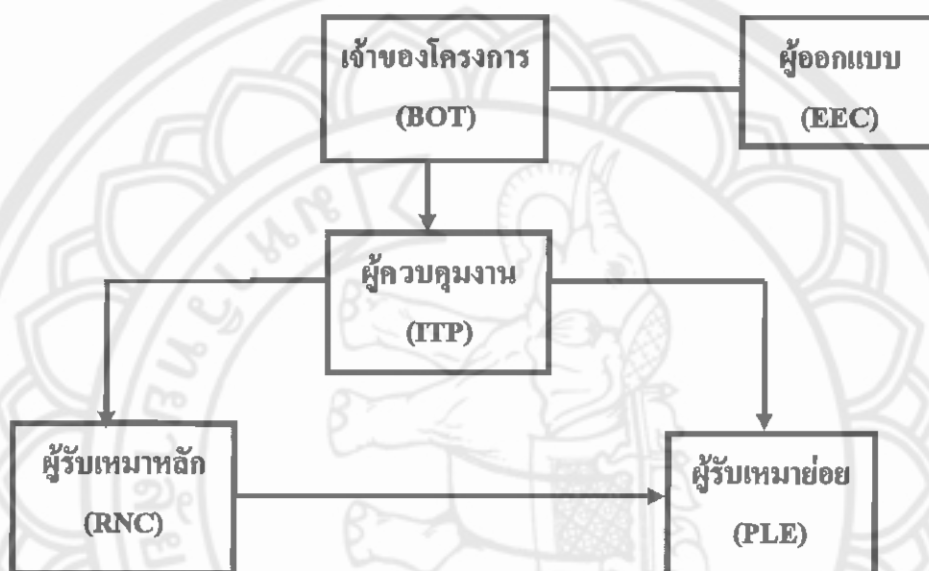 เจ้าของโครงการ
(BOT)
ผู้ออกแบบ
(EEC)
ผู้ควบคุมงาน
(ITP)
ผู้รับเหมาหลัก
(RNC)
ผู้รับเหมาย่อย
(PLE)